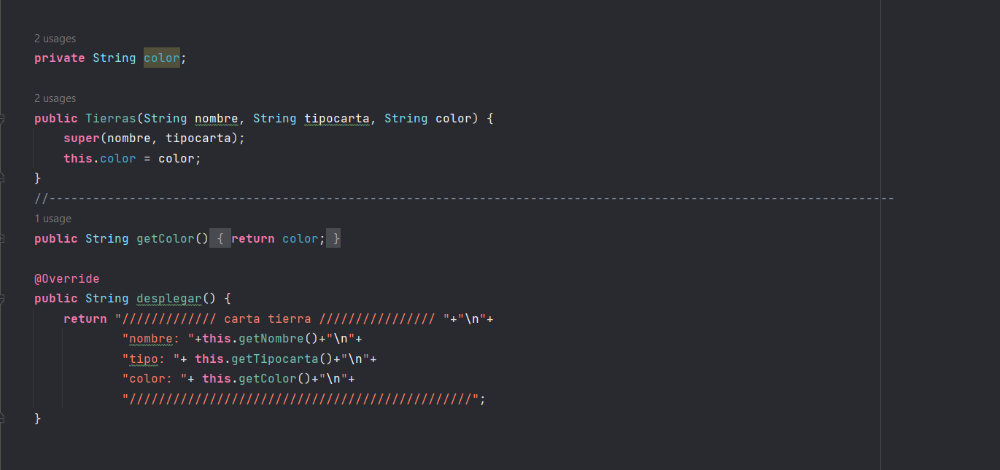 2 usages
private String color;
2 usages
public Tierras(String nombre, String tipocarta, String color) {
super(nombre, tipocarta);
this.color = color;
}
//--------------------------------------------------------------------------------------------------------------------
1 usage
public String getColor() { return color; }
@Override
public String desplegar() {
return "///////////// carta tierra //////////////// "+"\n"+
"nombre: "+this.getNombre()+"\n"+
"tipo: "+ this.getTipocarta()+"\n"+
"color: "+ this.getColor()+"\n"+
"///////////////////////////////////////////////";
}